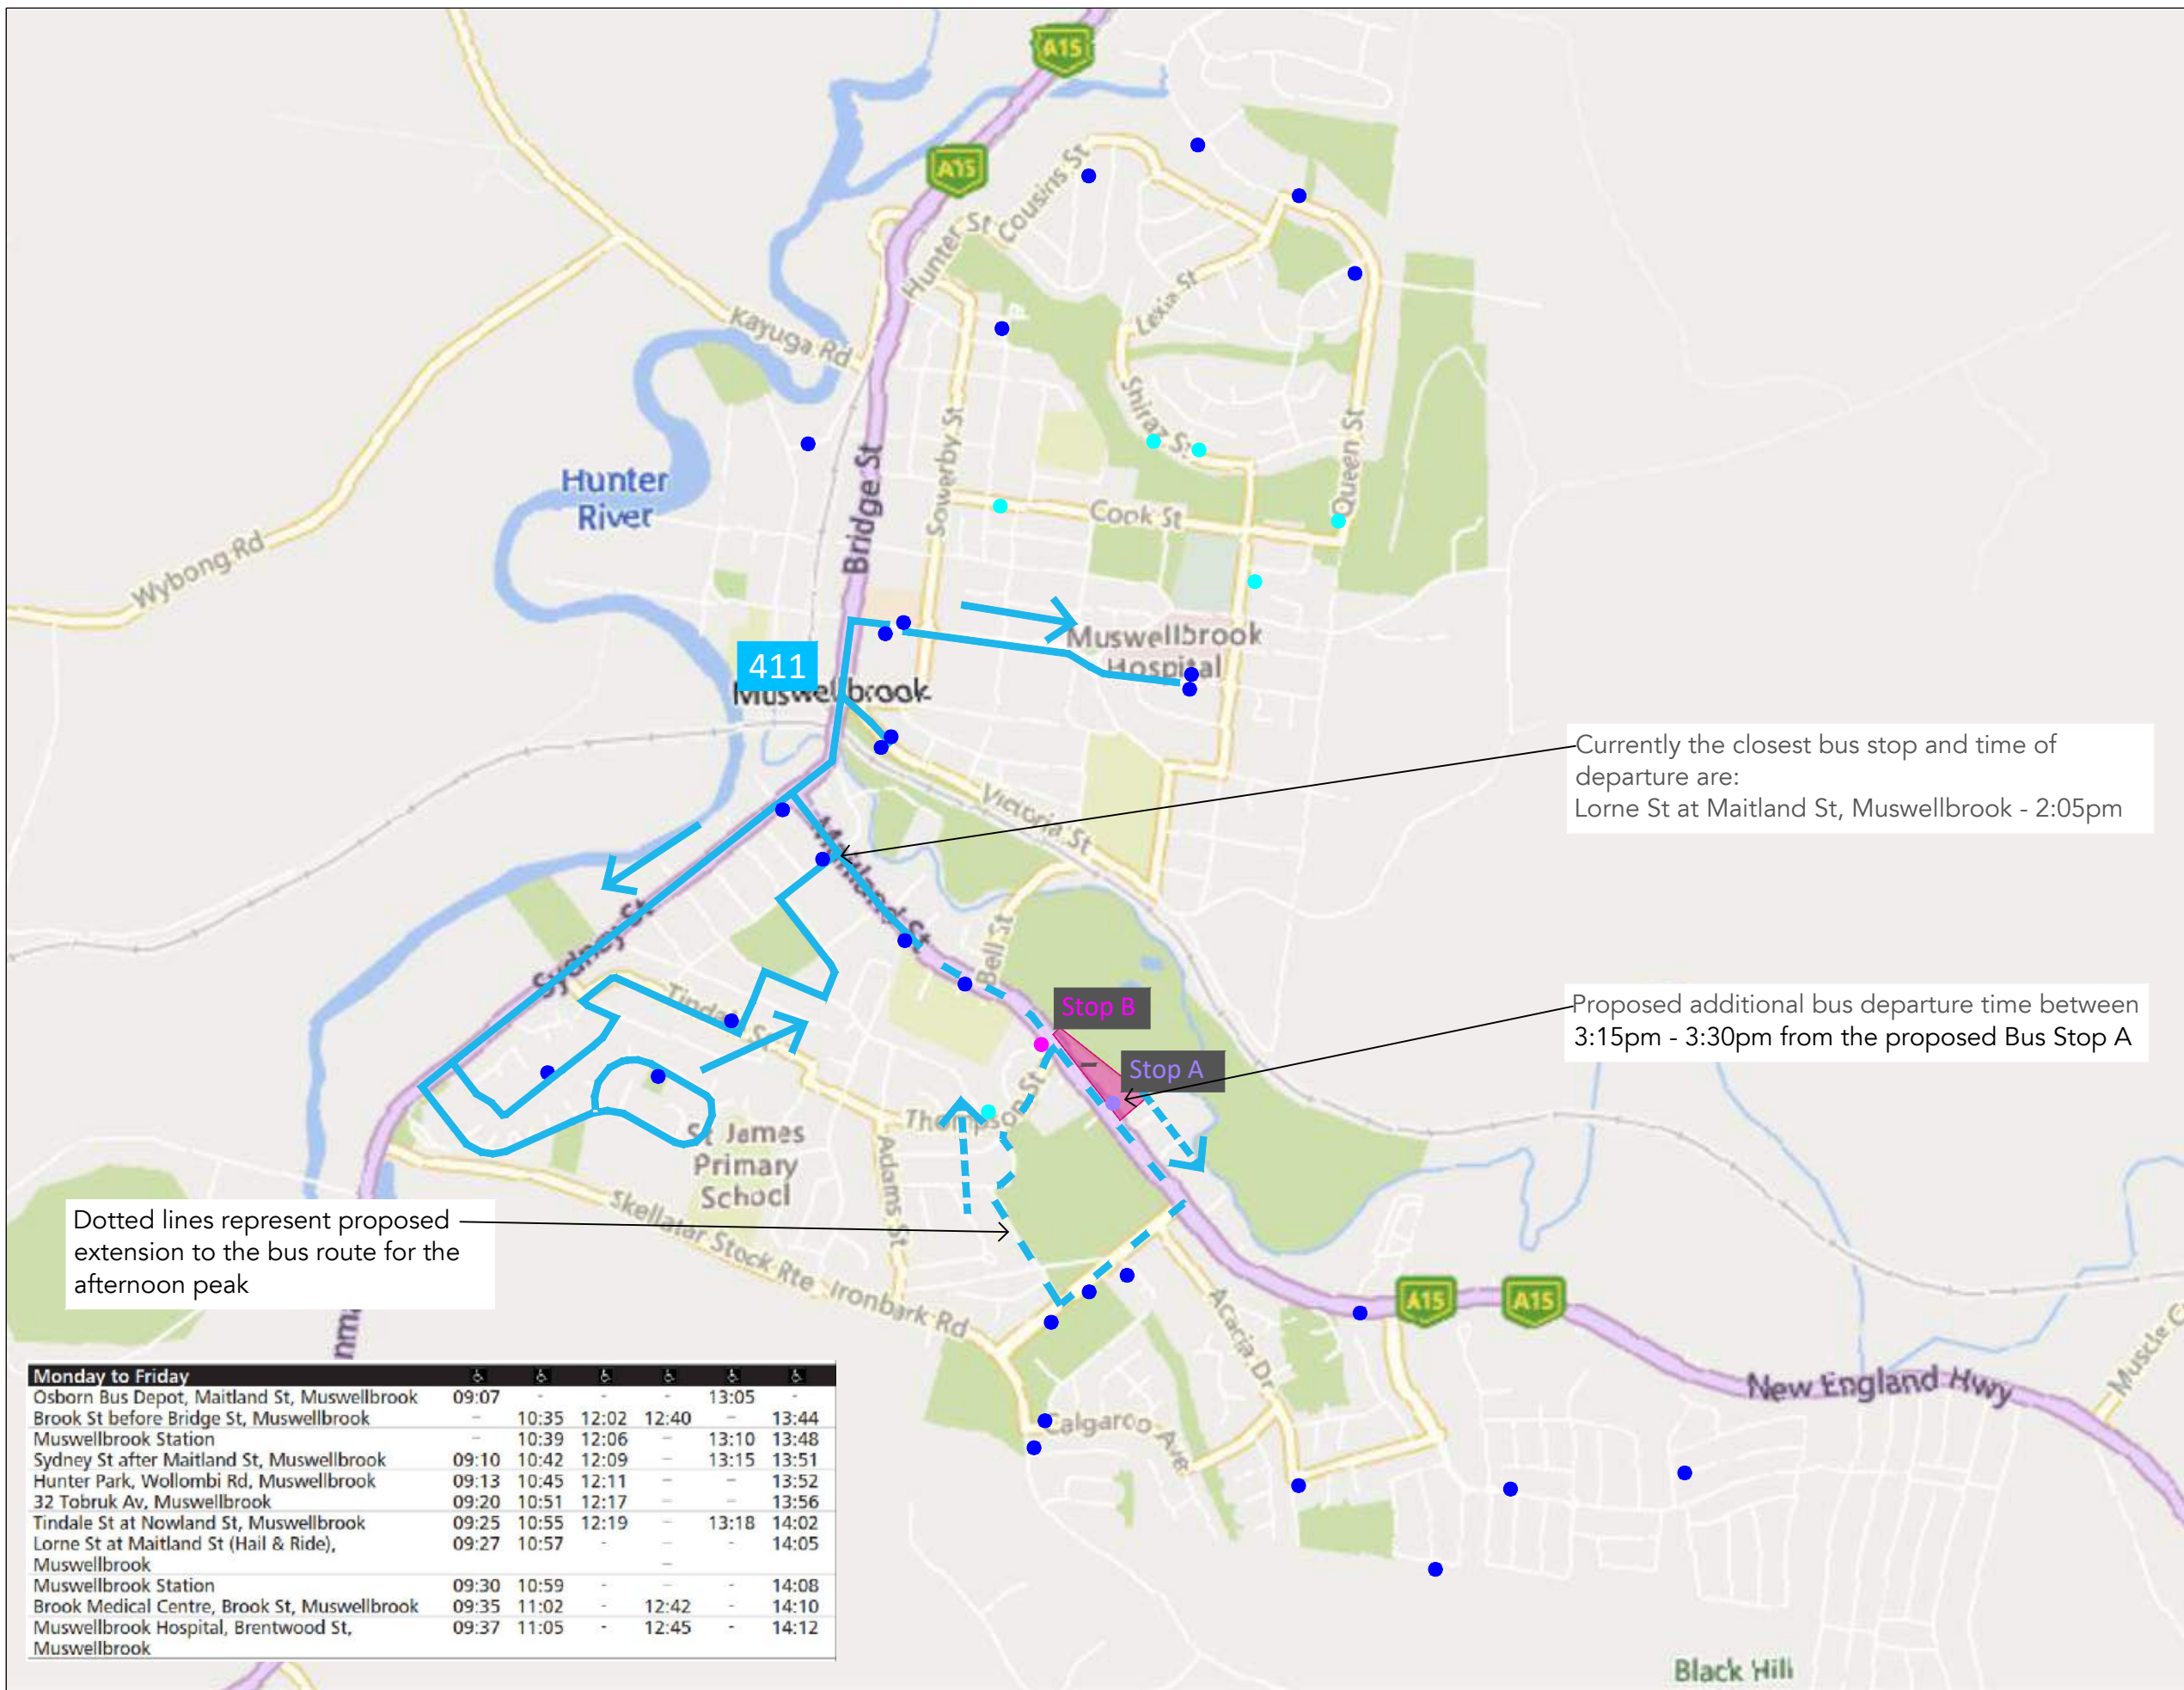 A15
A15
Cousins St
Hunter St
Lexia St
Kayuga Rd
Shiraz St
Queen St
Sowerby St
Bridge St
Hunter
River
Cook St
Wybong Rd
Muswellbrook
Hospital
411
Muswellbrook
Currently the closest bus stop and time of
departure are:
Lorne St at Maitland St, Muswellbrook - 2:05pm
Victoria St
Maitland St
Sydney St
Bell St
Stop B
Proposed additional bus departure time between
3:15pm - 3:30pm from the proposed Bus Stop A
Tindale St
Stop A
Thompson St
St James
Primary
School
Adams St
Dotted lines represent proposed
extension to the bus route for the
afternoon peak
Skellatar Stock Rte
Ironbark Rd
Acacia Dr
A15
A15
New England Hwy
Calgaroo Ave
Black Hill
Monday to Friday
Osborn Bus Depot, Maitland St, Muswellbrook 09:07 - - - 13:05 -
Brook St before Bridge St, Muswellbrook – 10:35 12:02 12:40 – 13:44
Muswellbrook Station – 10:39 12:06 – 13:10 13:48
Sydney St after Maitland St, Muswellbrook 09:10 10:42 12:09 – 13:15 13:51
Hunter Park, Wollombi Rd, Muswellbrook 09:13 10:45 12:11 – – 13:52
32 Tobruk Av, Muswellbrook 09:20 10:51 12:17 – – 13:56
Tindale St at Nowland St, Muswellbrook 09:25 10:55 12:19 – 13:18 14:02
Lorne St at Maitland St (Hail & Ride), 09:27 10:57 - – - 14:05
Muswellbrook –
Muswellbrook Station 09:30 10:59 - – - 14:08
Brook Medical Centre, Brook St, Muswellbrook 09:35 11:02 - 12:42 - 14:10
Muswellbrook Hospital, Brentwood St, 09:37 11:05 - 12:45 - 14:12
Muswellbrook